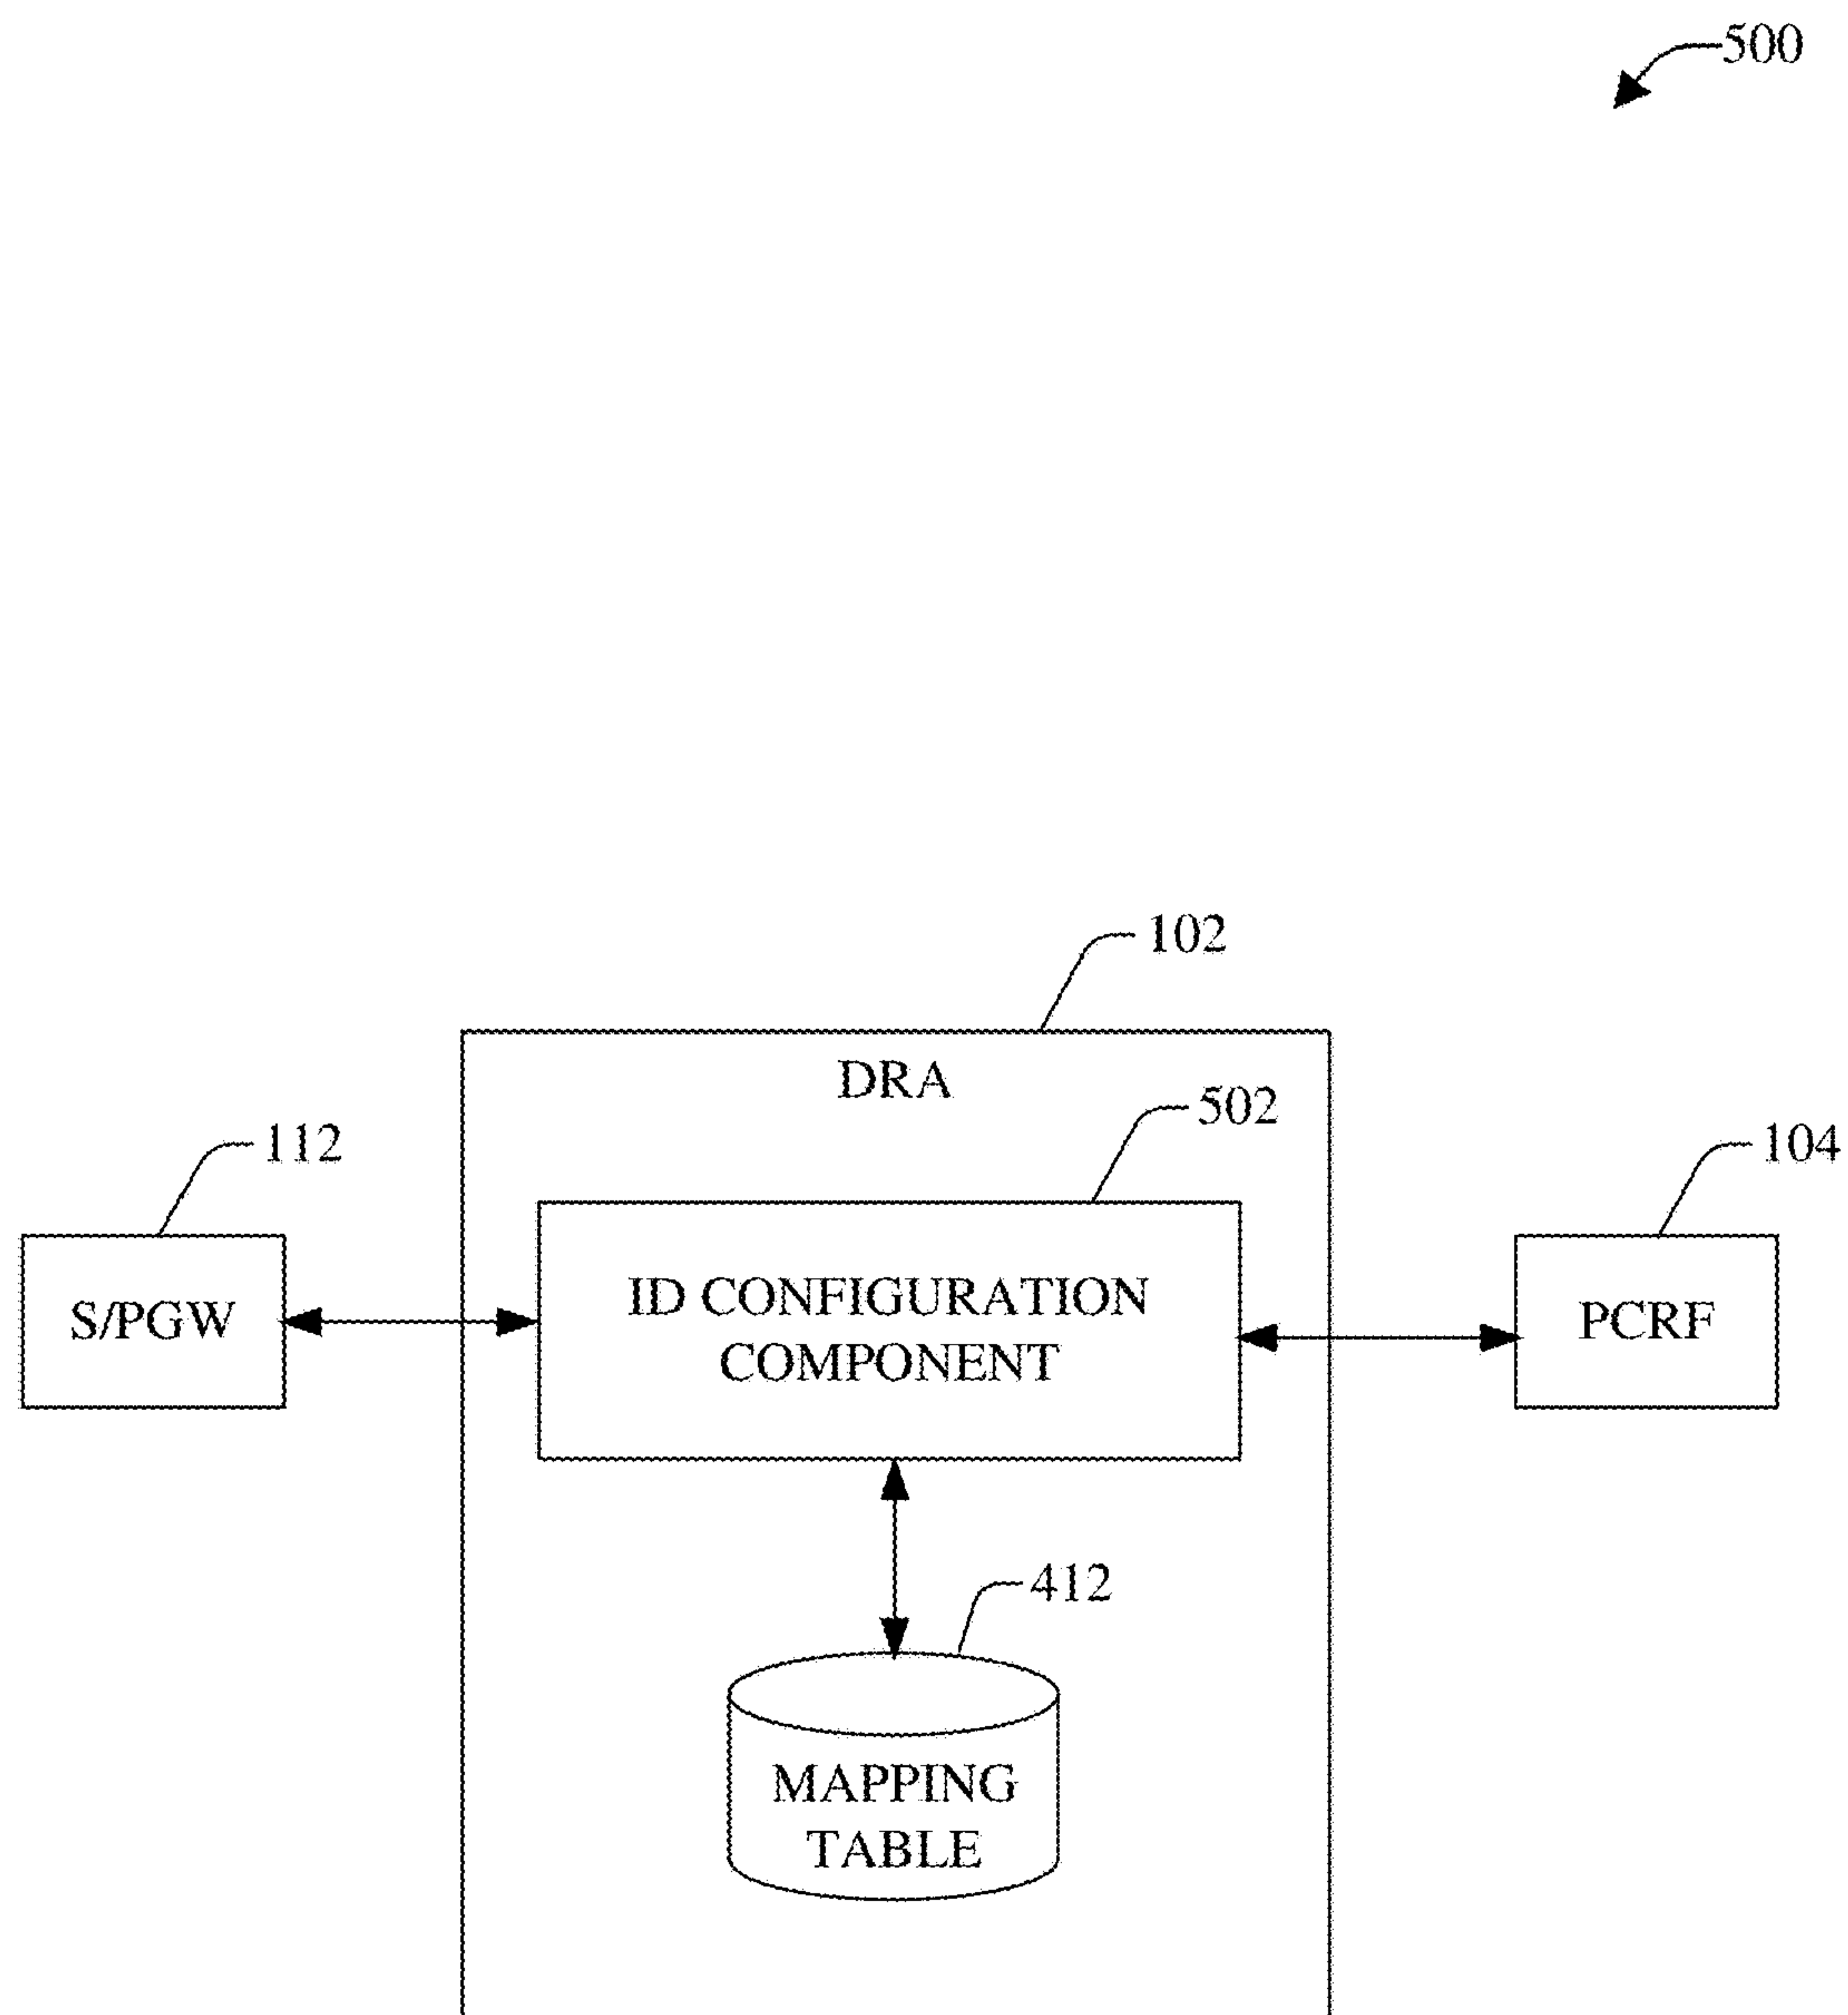 500
102
DRA
502
112
104
S/PGW
ID CONFIGURATION
COMPONENT
PCRF
412
MAPPING
TABLE